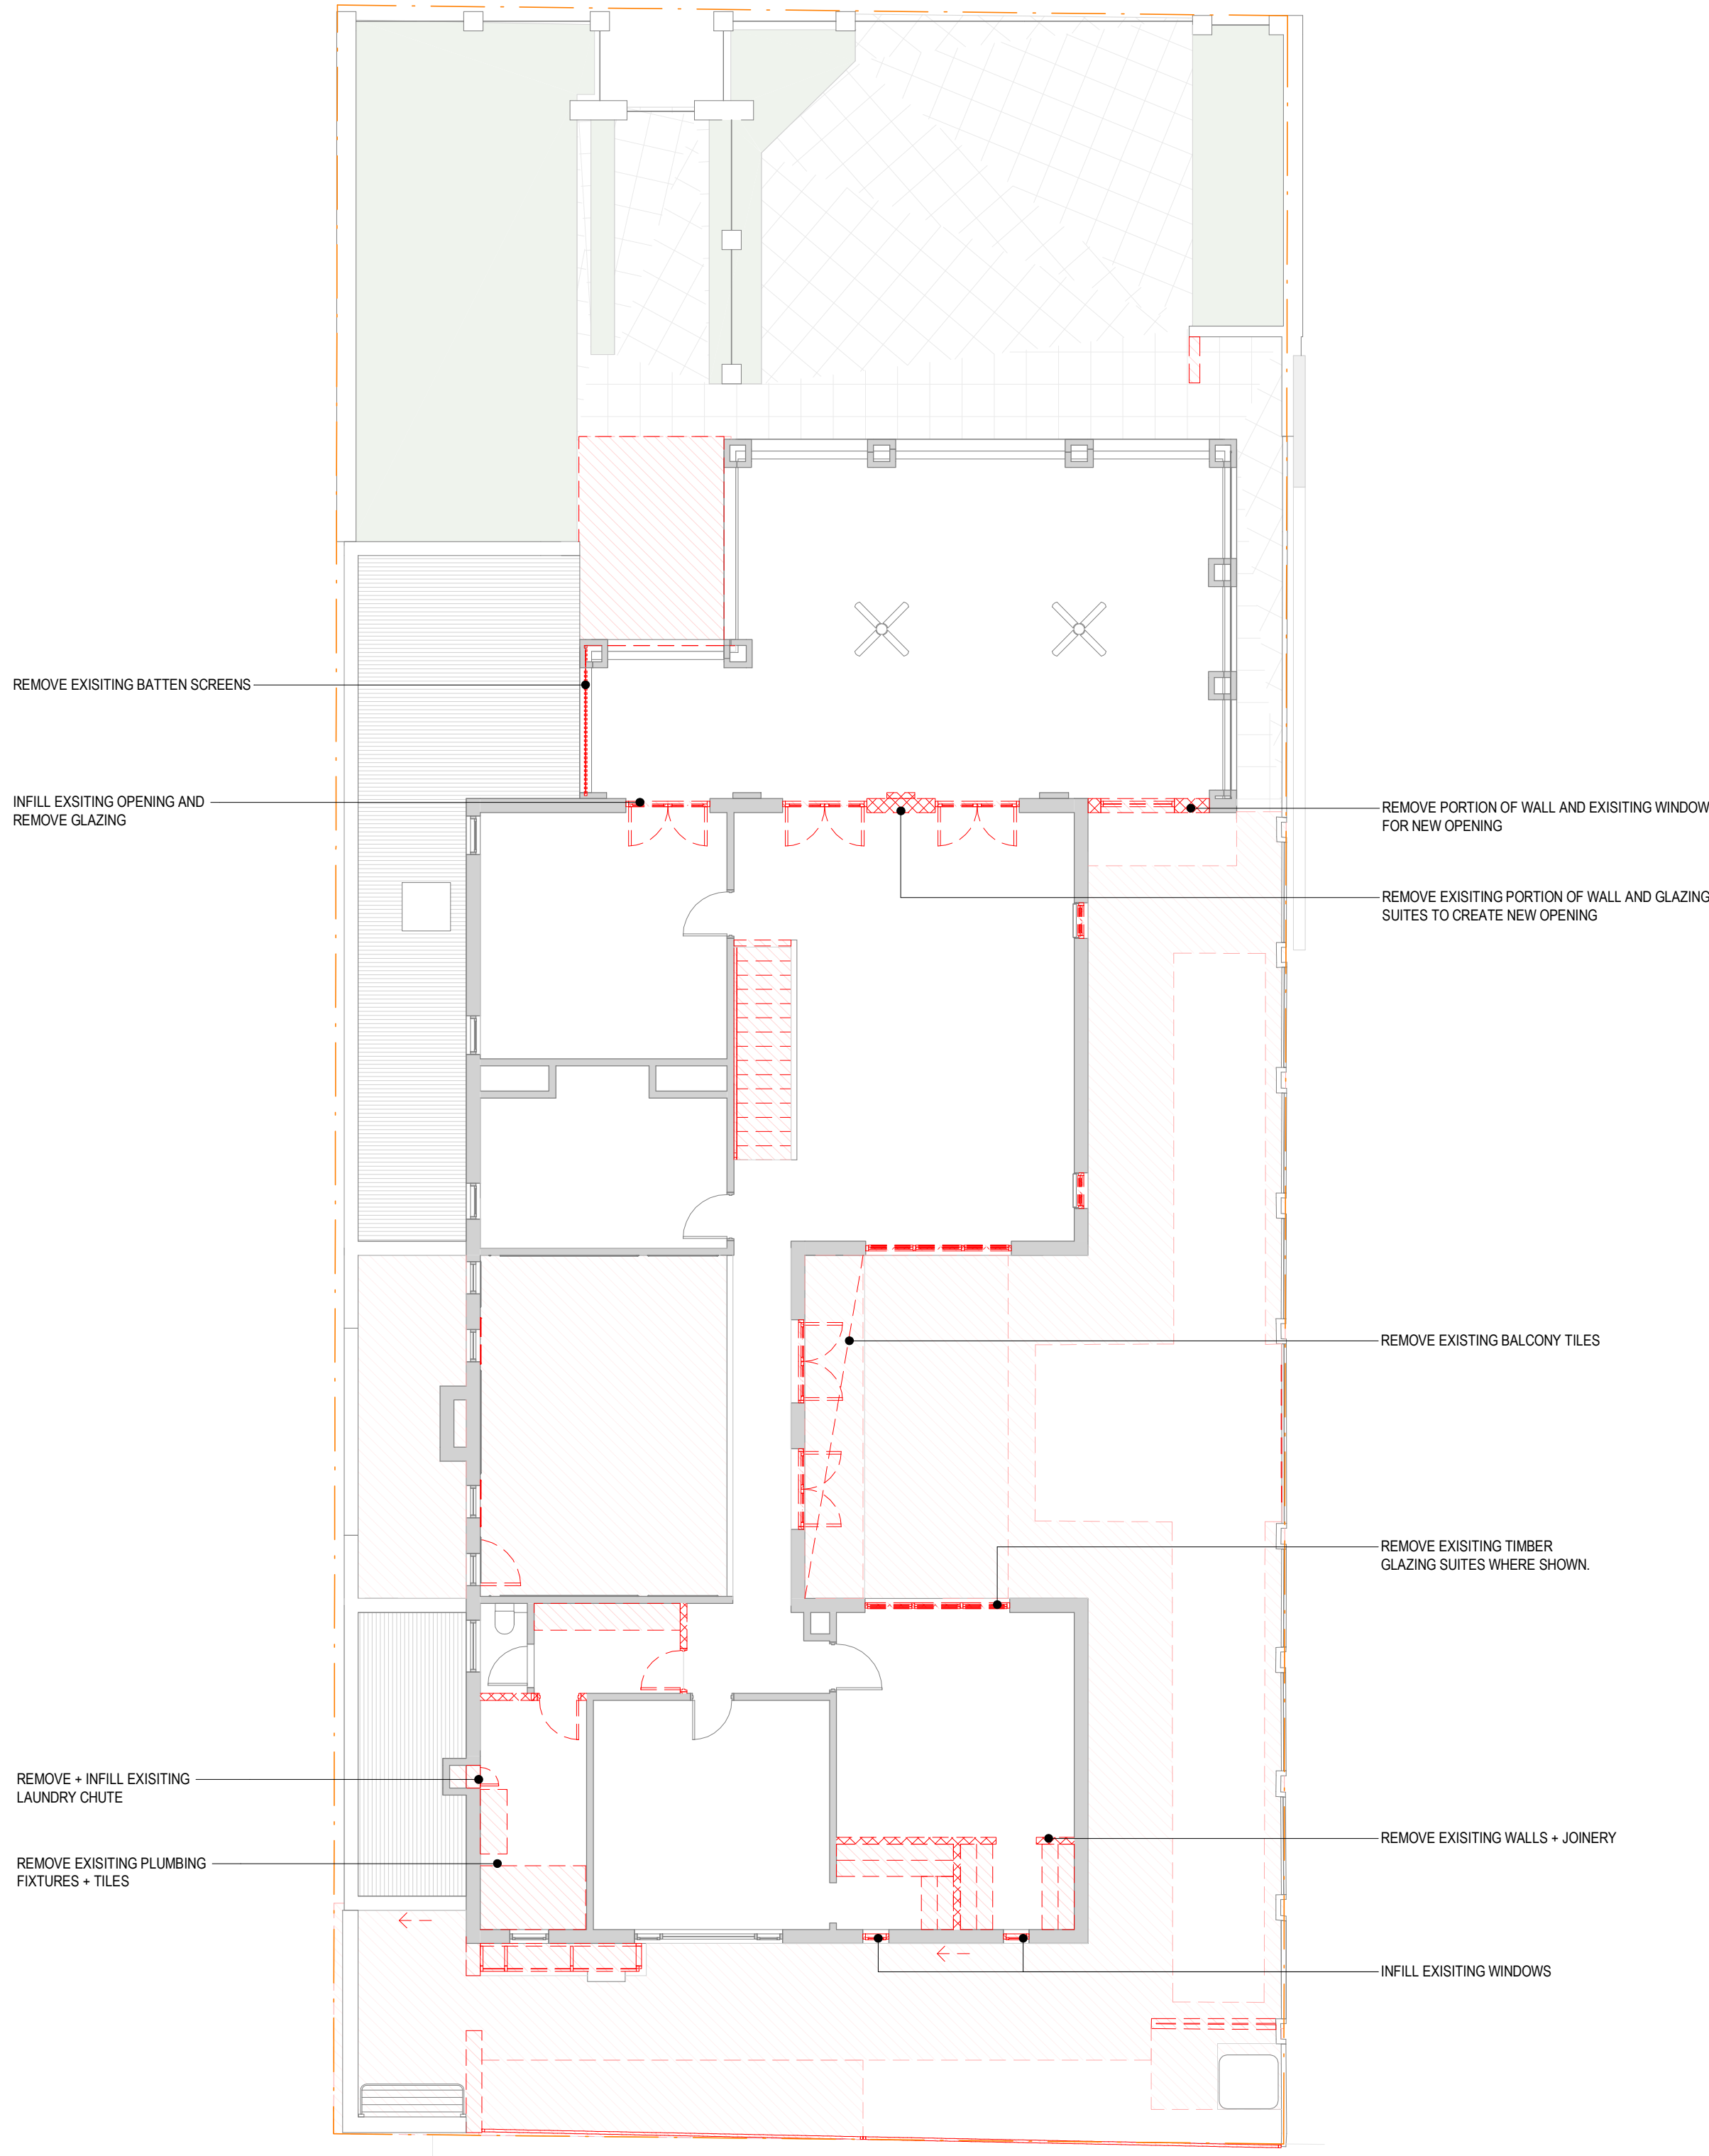 REMOVE EXISITING BATTEN SCREENS
INFILL EXSITING OPENING AND
REMOVE GLAZING
REMOVE PORTION OF WALL AND EXISITING WINDOW
FOR NEW OPENING
REMOVE EXISITING PORTION OF WALL AND GLAZING
SUITES TO CREATE NEW OPENING
REMOVE EXISTING BALCONY TILES
REMOVE EXISITING TIMBER
GLAZING SUITES WHERE SHOWN.
REMOVE + INFILL EXISITING
LAUNDRY CHUTE
REMOVE EXISITING WALLS + JOINERY
REMOVE EXISITING PLUMBING
FIXTURES + TILES
INFILL EXISITING WINDOWS